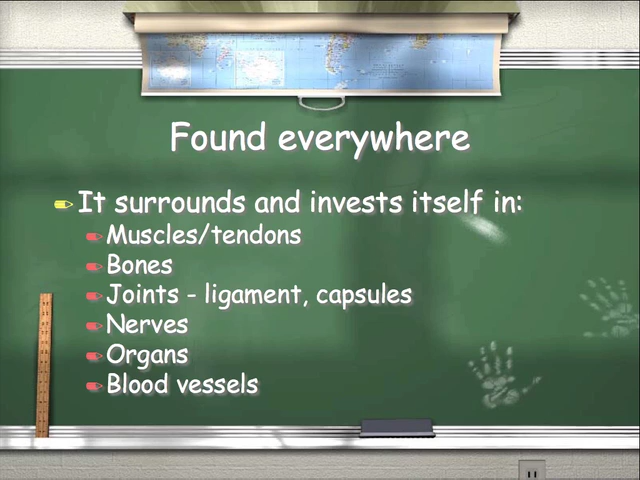 Found everywhere
It surrounds and invests itself in:
Muscles/tendons
Bones
Joints - ligament, capsules
Nerves
Organs
Blood vessels